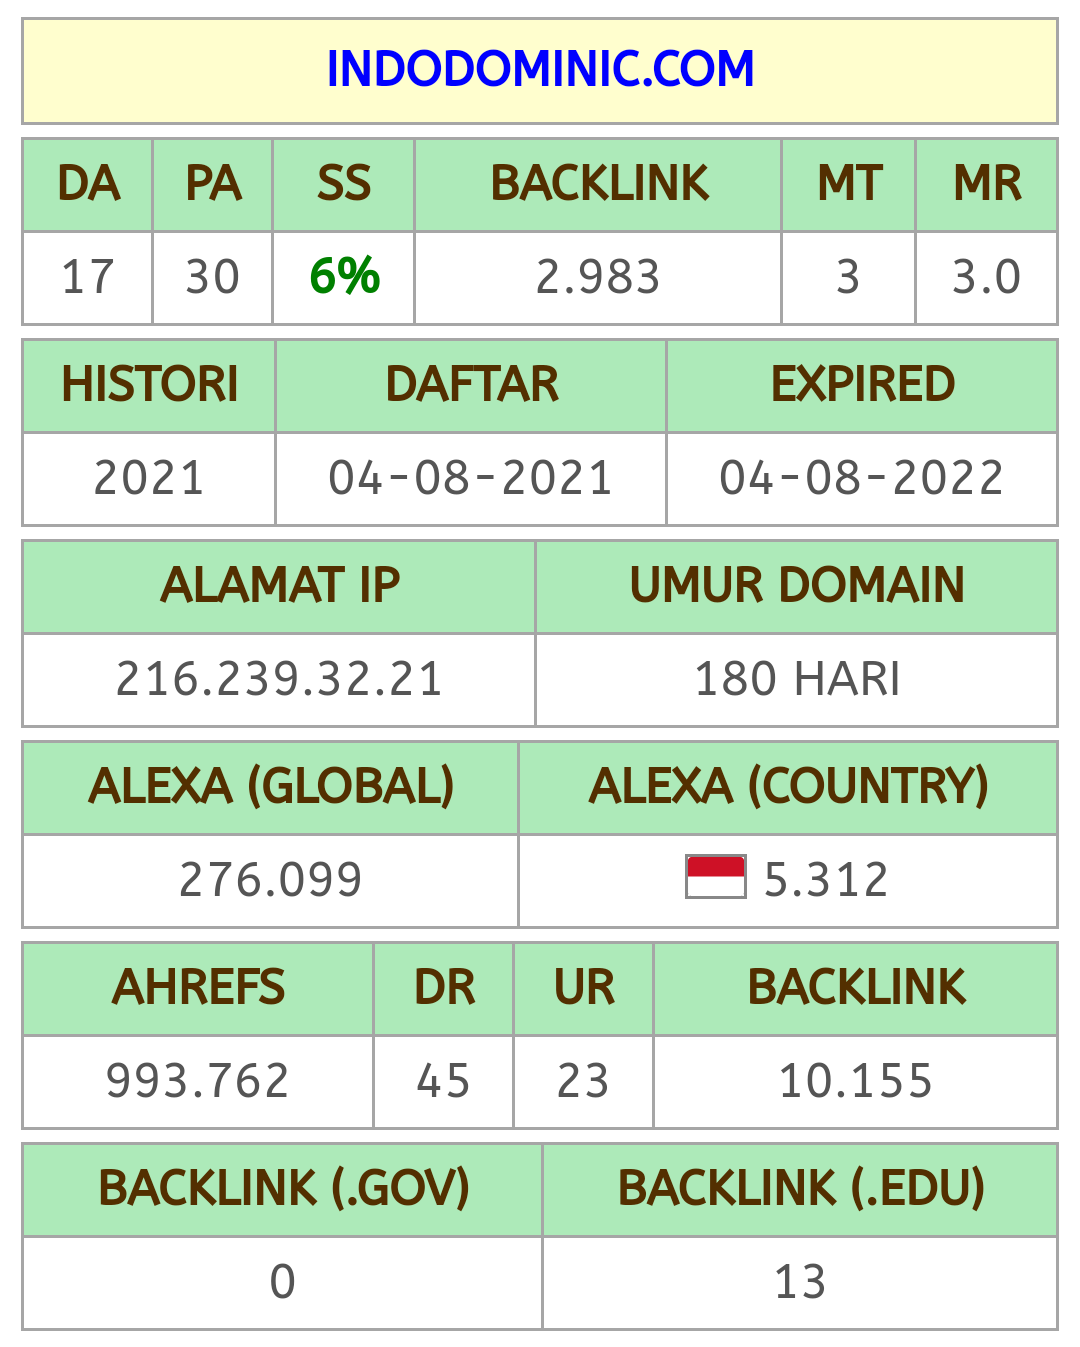 INDODOMINIC.COM
DA PA SS BACKLINK MT MR
17 30 6% 2.983 3 3.0
HISTORI DAFTAR EXPIRED
2021 04-08-2021 04-08-2022
ALAMAT IP UMUR DOMAIN
216.239.32.21 180 HARI
ALEXA (GLOBAL) ALEXA (COUNTRY)
276.099 5.312
AHREFS DR UR BACKLINK
993.762 45 23 10.155
BACKLINK (.GOV) BACKLINK (.EDU)
0 13